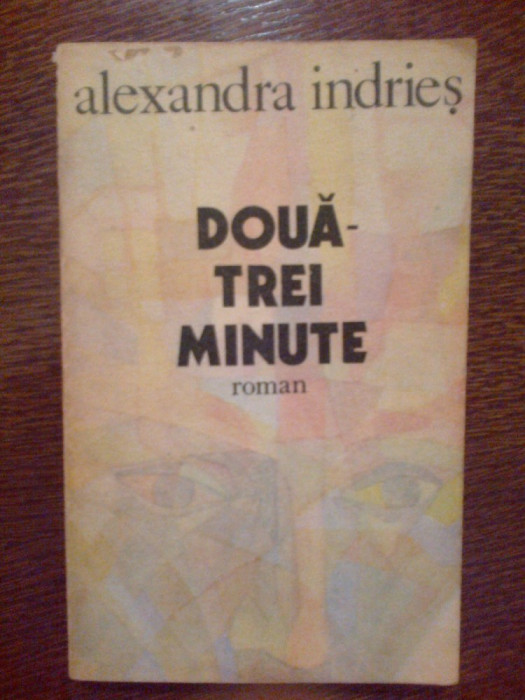 alexandra indrieș
DOUĂ-
TREI
MINUTE
roman